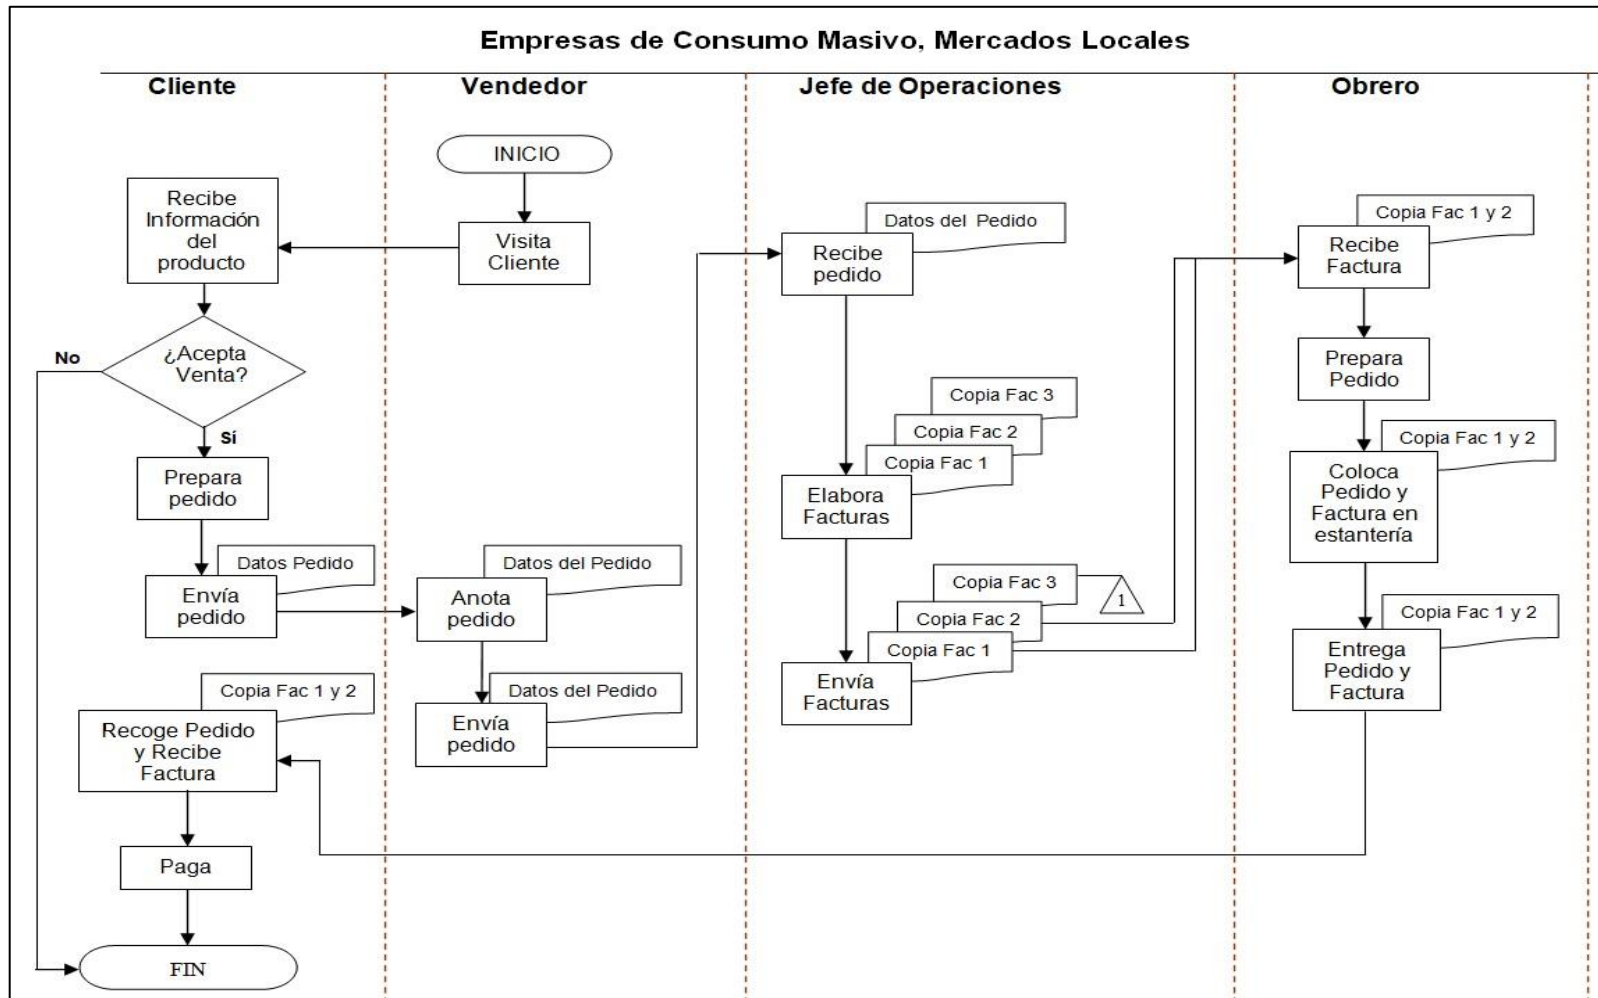 Empresas de Consumo Masivo, Mercados Locales
Cliente
Vendedor
Jefe de Operaciones
Obrero
Recibe
Información
del
producto
¿Acepta
Venta?
No
Sí
Prepara
pedido
Datos Pedido
Envía
pedido
Copia Fac 1 y 2
Recoge Pedido
y Recibe
Factura
Paga
FIN
INICIO
Visita
Cliente
Datos del Pedido
Anota
pedido
Datos del Pedido
Envía
pedido
Datos del Pedido
Recibe
pedido
Copia Fac 3
Copia Fac 2
Copia Fac 1
Elabora
Facturas
Copia Fac 3
1
Copia Fac 2
Copia Fac 1
Envía
Facturas
Copia Fac 1 y 2
Recibe
Factura
Prepara
Pedido
Copia Fac 1 y 2
Coloca
Pedido y
Factura en
estantería
Copia Fac 1 y 2
Entrega
Pedido y
Factura